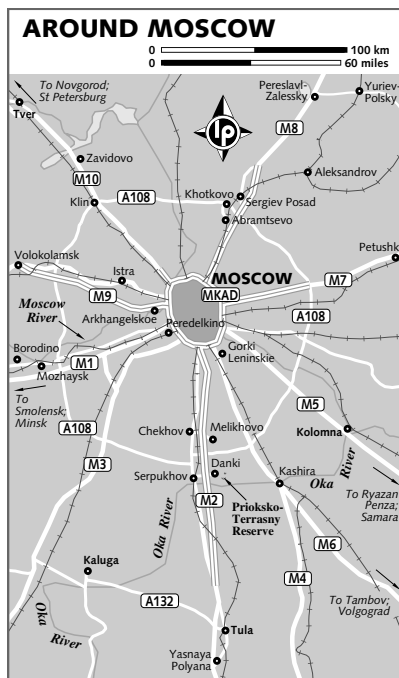 AROUND MOSCOW
0 100 km
0 60 miles
To Novgorod;
St Petersburg
Tver
Pereslavl-
Zalessky
Yuriev-
Polsky
lp
M8
Zavidovo
Aleksandrov
M10
Klin
A108
Khotkovo
Sergiev Posad
Abramtsevo
Volokolamsk
Petushk
Istra
MOSCOW
M7
M9
MKAD
Moscow
River
Arkhangelskoe
A108
Peredelkino
Borodino
Gorki
Leninskie
M1
Mozhaysk
To
Smolensk;
Minsk
M5
A108
Chekhov
Melikhovo
Kolomna
M3
Danki
Serpukhov
Kashira
Oka
River
M2
Prioksko-
Terrasny
Reserve
To Ryazan
Penza;
Samara
Oka River
M6
Kaluga
M4
A132
To Tambov;
Volgograd
Oka
River
Tula
Yasnaya
Polyana